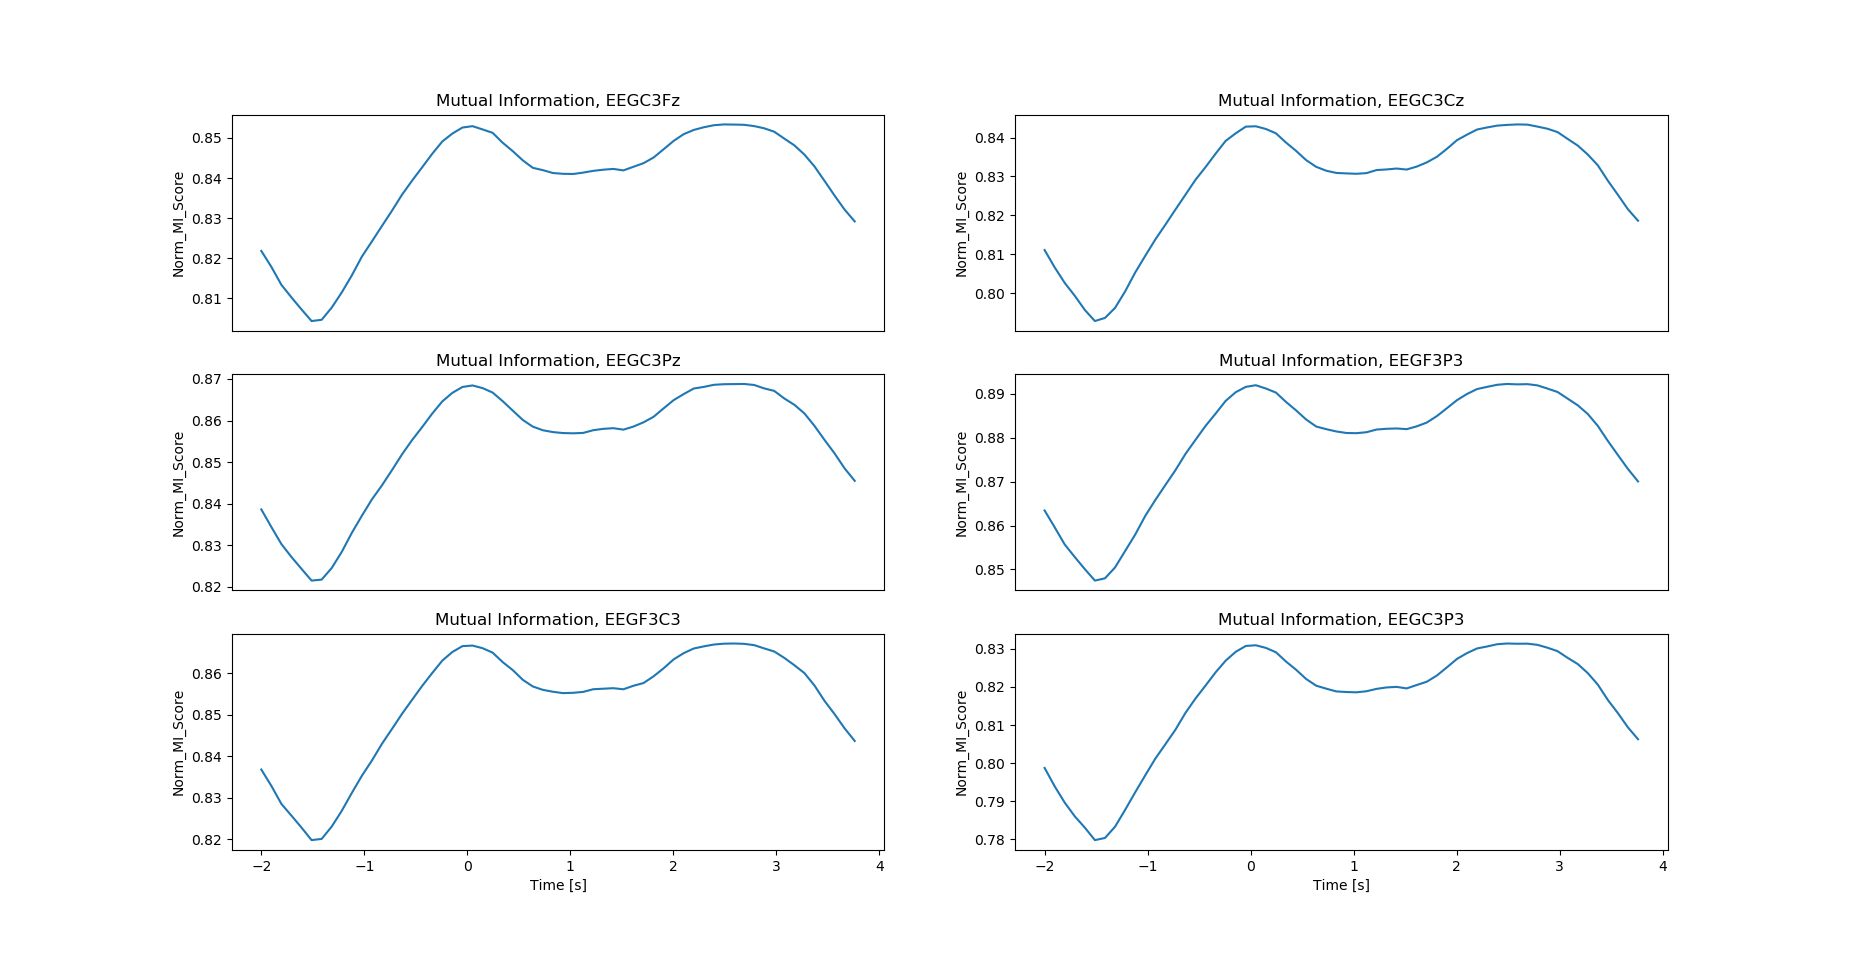 Mutual Information, EEGC3Fz
Norm_MI_Score
0.85
0.84
0.83
0.82
0.81
Mutual Information, EEGC3Cz
Norm_MI_Score
0.84
0.83
0.82
0.81
0.80
Mutual Information, EEGC3Pz
Norm_MI_Score
0.87
0.86
0.85
0.84
0.83
0.82
Mutual Information, EEGF3P3
Norm_MI_Score
0.89
0.88
0.87
0.86
0.85
Mutual Information, EEGF3C3
Norm_MI_Score
0.86
0.85
0.84
0.83
0.82
−2 −1 0 1 2 3 4
Time [s]
Mutual Information, EEGC3P3
Norm_MI_Score
0.83
0.82
0.81
0.80
0.79
0.78
−2 −1 0 1 2 3 4
Time [s]